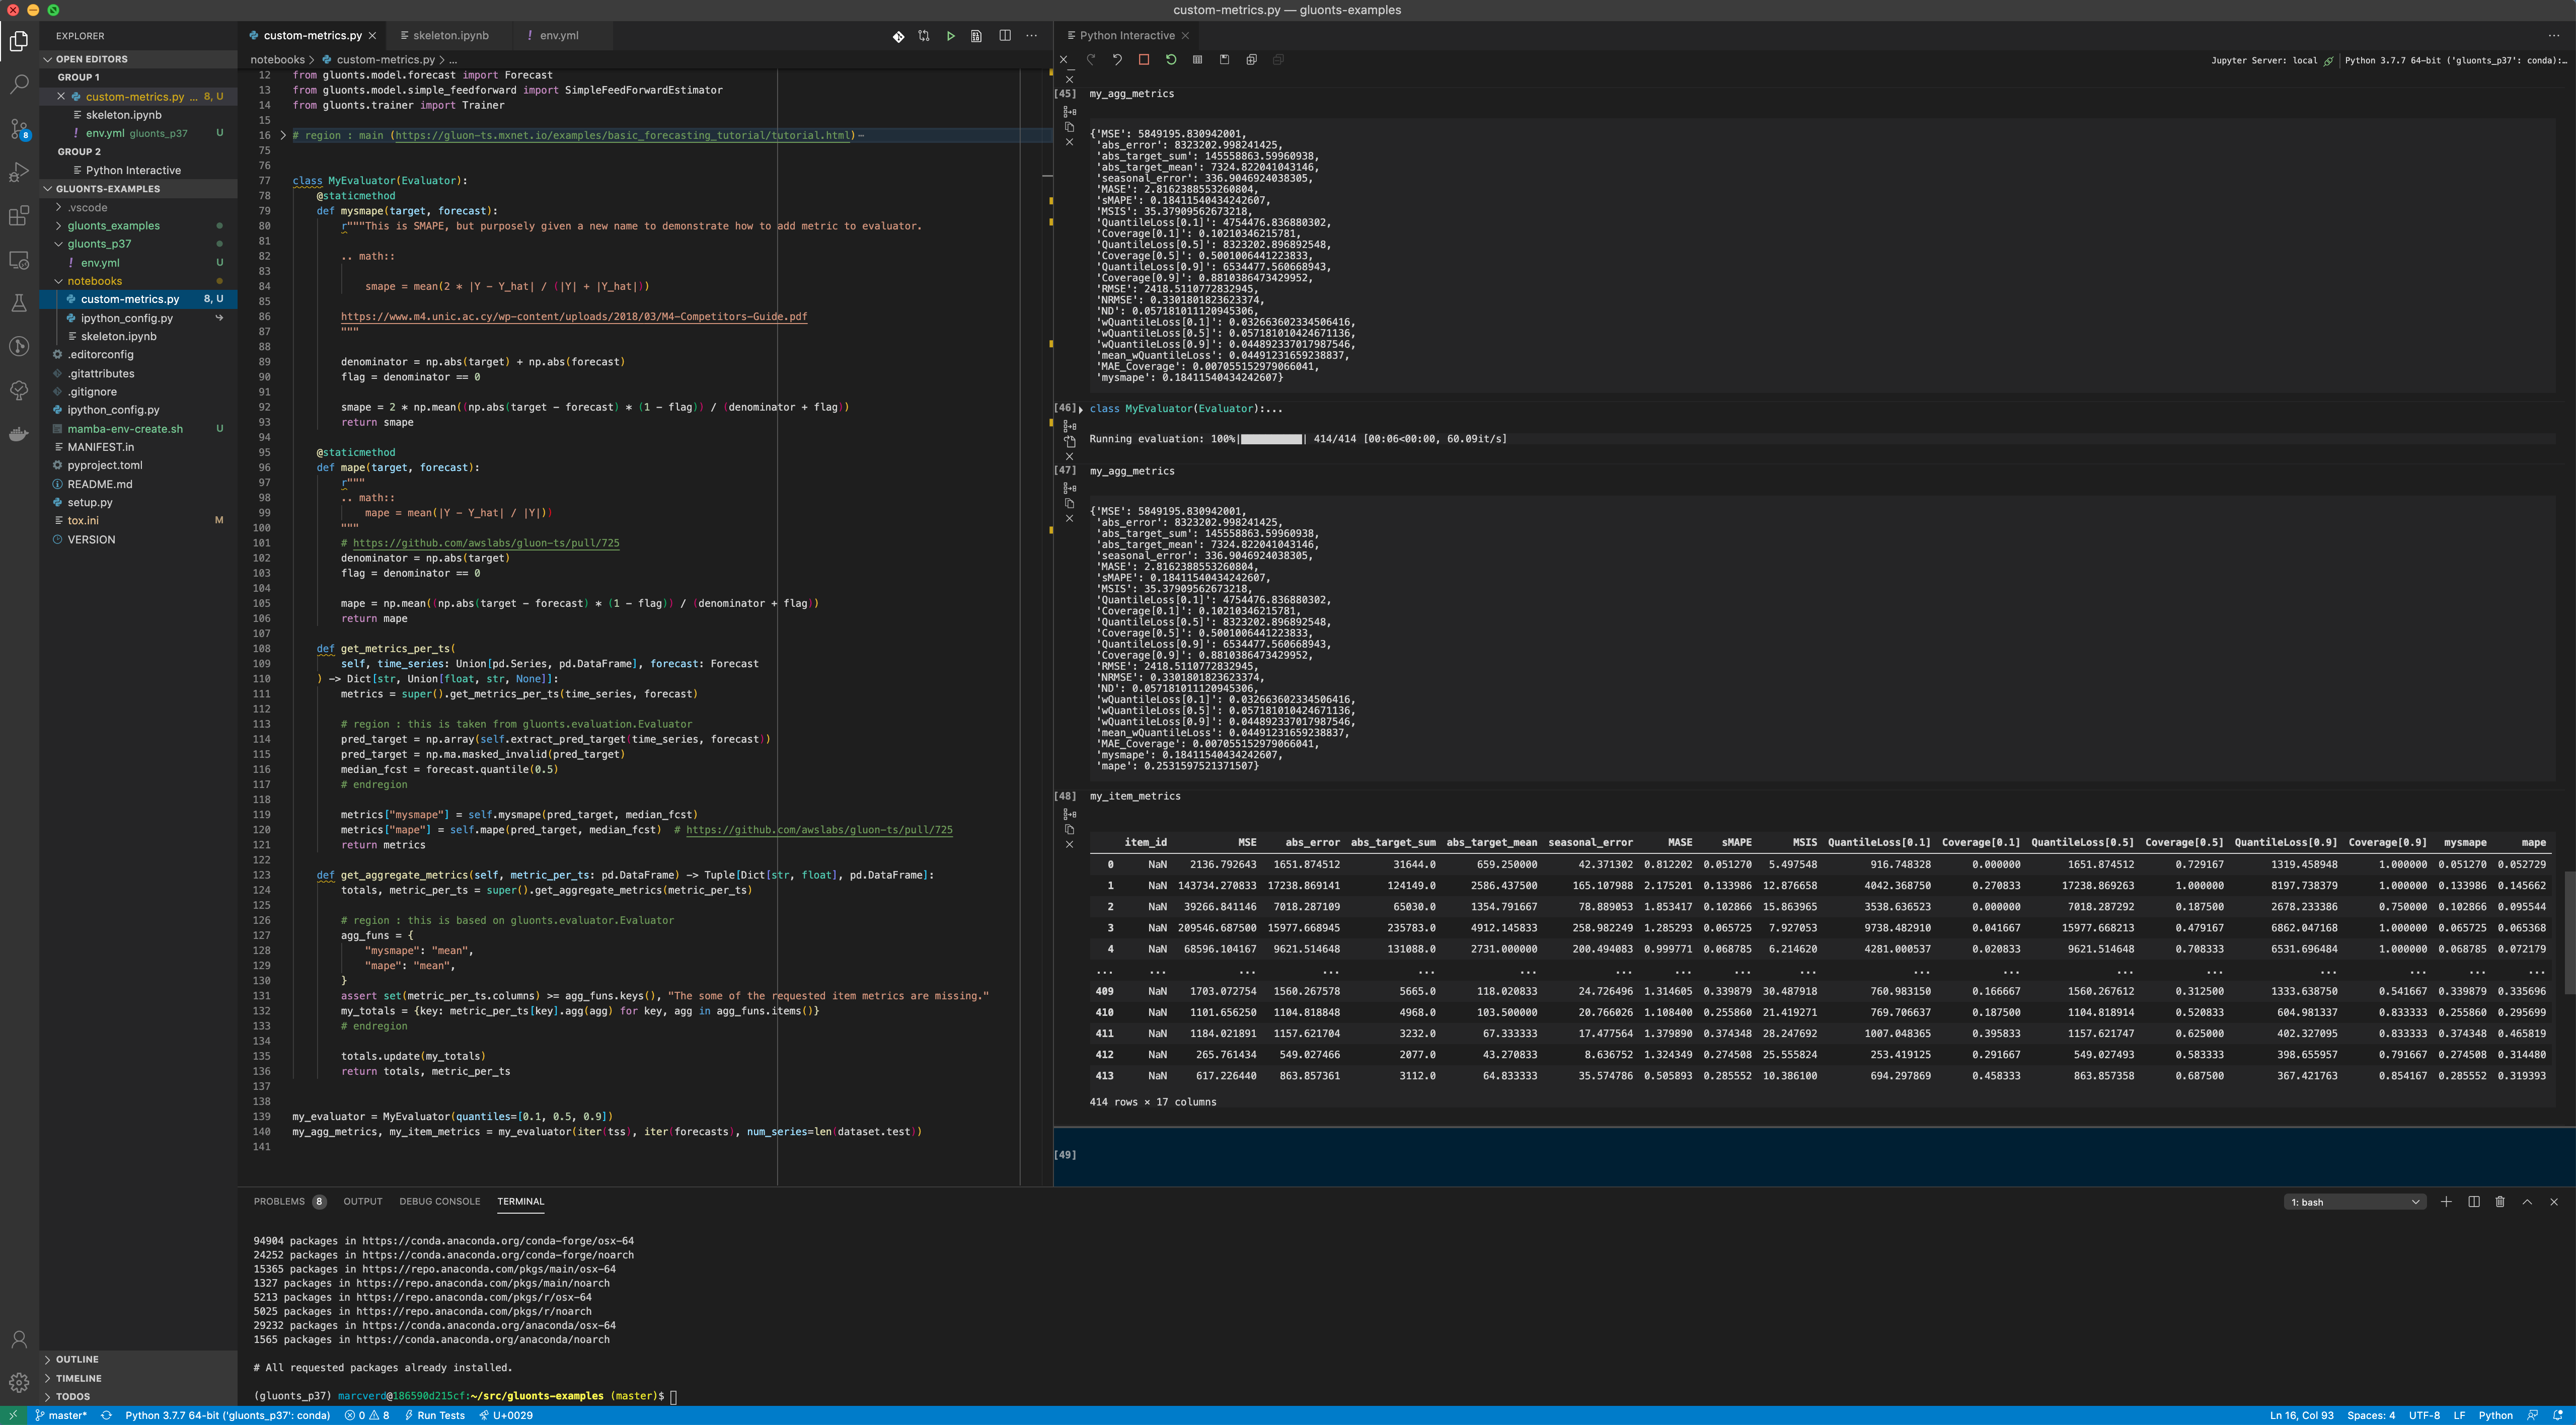 custom-metrics.py — gluonts-examples
EXPLORER
OPEN EDITORS
GROUP 1
custom-metrics.py ... 8, U
skeleton.ipynb
! env.yml gluonts_p37 U
GROUP 2
Python Interactive
GLUONTS-EXAMPLES
.vscode
gluonts_examples
gluonts_p37
! env.yml U
notebooks
custom-metrics.py 8, U
ipython_config.py
skeleton.ipynb
.editorconfig
.gitattributes
.gitignore
ipython_config.py
mamba-env-create.sh U
MANIFEST.in
pyproject.toml
README.md
setup.py
tox.ini M
VERSION
OUTLINE
TIMELINE
TODOS
custom-metrics.py
skeleton.ipynb
! env.yml
notebooks > custom-metrics.py > ...
12 from gluonts.model.forecast import Forecast
13 from gluonts.model.simple_feedforward import SimpleFeedForwardEstimator
14 from gluonts.trainer import Trainer
15
16 # region : main (https://gluon-ts.mxnet.io/examples/basic_forecasting_tutorial/tutorial.html)
75
76
77 class MyEvaluator(Evaluator):
78 @staticmethod
79 def mysmape(target, forecast):
80 r"""This is SMAPE, but purposely given a new name to demonstrate how to add metric to evaluator.
81
82 .. math::
83
84 smape = mean(2 * |Y - Y_hat| / (|Y| + |Y_hat|))
85
86 https://www.m4.unic.ac.cy/wp-content/uploads/2018/03/M4-Competitors-Guide.pdf
87 """
88
89 denominator = np.abs(target) + np.abs(forecast)
90 flag = denominator == 0
91
92 smape = 2 * np.mean((np.abs(target - forecast) * (1 - flag)) / (denominator + flag))
93 return smape
94
95 @staticmethod
96 def mape(target, forecast):
97 r"""
98 .. math::
99 mape = mean(|Y - Y_hat| / |Y|))
100 """
101 # https://github.com/awslabs/gluon-ts/pull/725
102 denominator = np.abs(target)
103 flag = denominator == 0
104
105 mape = np.mean((np.abs(target - forecast) * (1 - flag)) / (denominator + flag))
106 return mape
107
108 def get_metrics_per_ts(
109 self, time_series: Union[pd.Series, pd.DataFrame], forecast: Forecast
110 ) -> Dict[str, Union[float, str, None]]:
111 metrics = super().get_metrics_per_ts(time_series, forecast)
112
113 # region : this is taken from gluonts.evaluation.Evaluator
114 pred_target = np.array(self.extract_pred_target(time_series, forecast))
115 pred_target = np.ma.masked_invalid(pred_target)
116 median_fcst = forecast.quantile(0.5)
117 # endregion
118
119 metrics["mysmape"] = self.mysmape(pred_target, median_fcst)
120 metrics["mape"] = self.mape(pred_target, median_fcst) # https://github.com/awslabs/gluon-ts/pull/725
121 return metrics
122
123 def get_aggregate_metrics(self, metric_per_ts: pd.DataFrame) -> Tuple[Dict[str, float], pd.DataFrame]:
124 totals, metric_per_ts = super().get_aggregate_metrics(metric_per_ts)
125
126 # region : this is based on gluonts.evaluator.Evaluator
127 agg_funs = {
128 "mysmape": "mean",
129 "mape": "mean",
130 }
131 assert set(metric_per_ts.columns) >= agg_funs.keys(), "The some of the requested item metrics are missing."
132 my_totals = {key: metric_per_ts[key].agg(agg) for key, agg in agg_funs.items()}
133 # endregion
134
135 totals.update(my_totals)
136 return totals, metric_per_ts
137
138
139 my_evaluator = MyEvaluator(quantiles=[0.1, 0.5, 0.9])
140 my_agg_metrics, my_item_metrics = my_evaluator(iter(tss), iter(forecasts), num_series=len(dataset.test))
141
Python Interactive
Jupyter Server: local Python 3.7.7 64-bit ('gluonts_p37': conda):...
[45] my_agg_metrics
{'MSE': 5849195.830942001,
'abs_error': 8323202.998241425,
'abs_target_sum': 145558863.59960938,
'abs_target_mean': 7324.822041043146,
'seasonal_error': 336.9046924038305,
'MASE': 2.8162388553260804,
'sMAPE': 0.18411540434242607,
'MSIS': 35.37909562673218,
'QuantileLoss[0.1]': 4754476.836880302,
'Coverage[0.1]': 0.10210346215781,
'QuantileLoss[0.5]': 8323202.896892548,
'Coverage[0.5]': 0.5001006441223833,
'QuantileLoss[0.9]': 6534477.560668943,
'Coverage[0.9]': 0.8810386473429952,
'RMSE': 2418.5110772832945,
'NRMSE': 0.3301801823623374,
'ND': 0.057181011120945306,
'wQuantileLoss[0.1]': 0.032663602334506416,
'wQuantileLoss[0.5]': 0.057181010424671136,
'wQuantileLoss[0.9]': 0.044892337017987546,
'mean_wQuantileLoss': 0.04491231659238837,
'MAE_Coverage': 0.007055152979066041,
'mysmape': 0.18411540434242607}
[46] class MyEvaluator(Evaluator):...
Running evaluation: 100%| | 414/414 [00:06<00:00, 60.09it/s]
[47] my_agg_metrics
{'MSE': 5849195.830942001,
'abs_error': 8323202.998241425,
'abs_target_sum': 145558863.59960938,
'abs_target_mean': 7324.822041043146,
'seasonal_error': 336.9046924038305,
'MASE': 2.8162388553260804,
'sMAPE': 0.18411540434242607,
'MSIS': 35.37909562673218,
'QuantileLoss[0.1]': 4754476.836880302,
'Coverage[0.1]': 0.10210346215781,
'QuantileLoss[0.5]': 8323202.896892548,
'Coverage[0.5]': 0.5001006441223833,
'QuantileLoss[0.9]': 6534477.560668943,
'Coverage[0.9]': 0.8810386473429952,
'RMSE': 2418.5110772832945,
'NRMSE': 0.3301801823623374,
'ND': 0.057181011120945306,
'wQuantileLoss[0.1]': 0.032663602334506416,
'wQuantileLoss[0.5]': 0.057181010424671136,
'wQuantileLoss[0.9]': 0.044892337017987546,
'mean_wQuantileLoss': 0.04491231659238837,
'MAE_Coverage': 0.007055152979066041,
'mysmape': 0.18411540434242607,
'mape': 0.2531597521371507}
[48] my_item_metrics
item_id MSE abs_error abs_target_sum abs_target_mean seasonal_error MASE sMAPE MSIS QuantileLoss[0.1] Coverage[0.1] QuantileLoss[0.5] Coverage[0.5] QuantileLoss[0.9] Coverage[0.9] mysmape mape
0 NaN 2136.792643 1651.874512 31644.0 659.250000 42.371302 0.812202 0.051270 5.497548 916.748328 0.000000 1651.874512 0.729167 1319.458948 1.000000 0.051270 0.052729
1 NaN 143734.270833 17238.869141 124149.0 2586.437500 165.107988 2.175201 0.133986 12.876658 4042.368750 0.270833 17238.869263 1.000000 8197.738379 1.000000 0.133986 0.145662
2 NaN 39266.841146 7018.287109 65030.0 1354.791667 78.889053 1.853417 0.102866 15.863965 3538.636523 0.000000 7018.287292 0.187500 2678.233386 0.750000 0.102866 0.095544
3 NaN 209546.687500 15977.668945 235783.0 4912.145833 258.982249 1.285293 0.065725 7.927053 9738.482910 0.041667 15977.668213 0.479167 6862.047168 1.000000 0.065725 0.065368
4 NaN 68596.104167 9621.514648 131088.0 2731.000000 200.494083 0.999771 0.068785 6.214620 4281.000537 0.020833 9621.514648 0.708333 6531.696484 1.000000 0.068785 0.072179
... ... ... ... ... ... ... ... ... ... ... ... ... ... ... ... ... ...
409 NaN 1703.072754 1560.267578 5665.0 118.020833 24.726496 1.314605 0.339879 30.487918 760.983150 0.166667 1560.267612 0.312500 1333.638750 0.541667 0.339879 0.335696
410 NaN 1101.656250 1104.818848 4968.0 103.500000 20.766026 1.108400 0.255860 21.419271 769.706637 0.187500 1104.818914 0.520833 604.981337 0.833333 0.255860 0.295699
411 NaN 1184.021891 1157.621704 3232.0 67.333333 17.477564 1.379890 0.374348 28.247692 1007.048365 0.395833 1157.621747 0.625000 402.327095 0.833333 0.374348 0.465819
412 NaN 265.761434 549.027466 2077.0 43.270833 8.636752 1.324349 0.274508 25.555824 253.419125 0.291667 549.027493 0.583333 398.655957 0.791667 0.274508 0.314480
413 NaN 617.226440 863.857361 3112.0 64.833333 35.574786 0.505893 0.285552 10.386100 694.297869 0.458333 863.857358 0.687500 367.421763 0.854167 0.285552 0.319393
414 rows × 17 columns
[49]
PROBLEMS 8 OUTPUT DEBUG CONSOLE TERMINAL
1: bash
94904 packages in https://conda.anaconda.org/conda-forge/osx-64
24252 packages in https://conda.anaconda.org/conda-forge/noarch
15365 packages in https://repo.anaconda.com/pkgs/main/osx-64
1327 packages in https://repo.anaconda.com/pkgs/main/noarch
5213 packages in https://repo.anaconda.com/pkgs/r/osx-64
5025 packages in https://repo.anaconda.com/pkgs/r/noarch
29232 packages in https://conda.anaconda.org/anaconda/osx-64
1565 packages in https://conda.anaconda.org/anaconda/noarch
# All requested packages already installed.
(gluonts_p37) marcverd@186590d215cf:~/src/gluonts-examples (master)$
master* Python 3.7.7 64-bit ('gluonts_p37': conda) 0 8 Run Tests U+0029 Ln 16, Col 93 Spaces: 4 UTF-8 LF Python